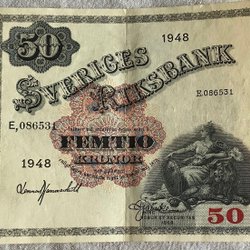 50
1948
SVERIGES
RIKSBANK
E,086531
E,086531
FEMTIO
KRONOR
1948
50